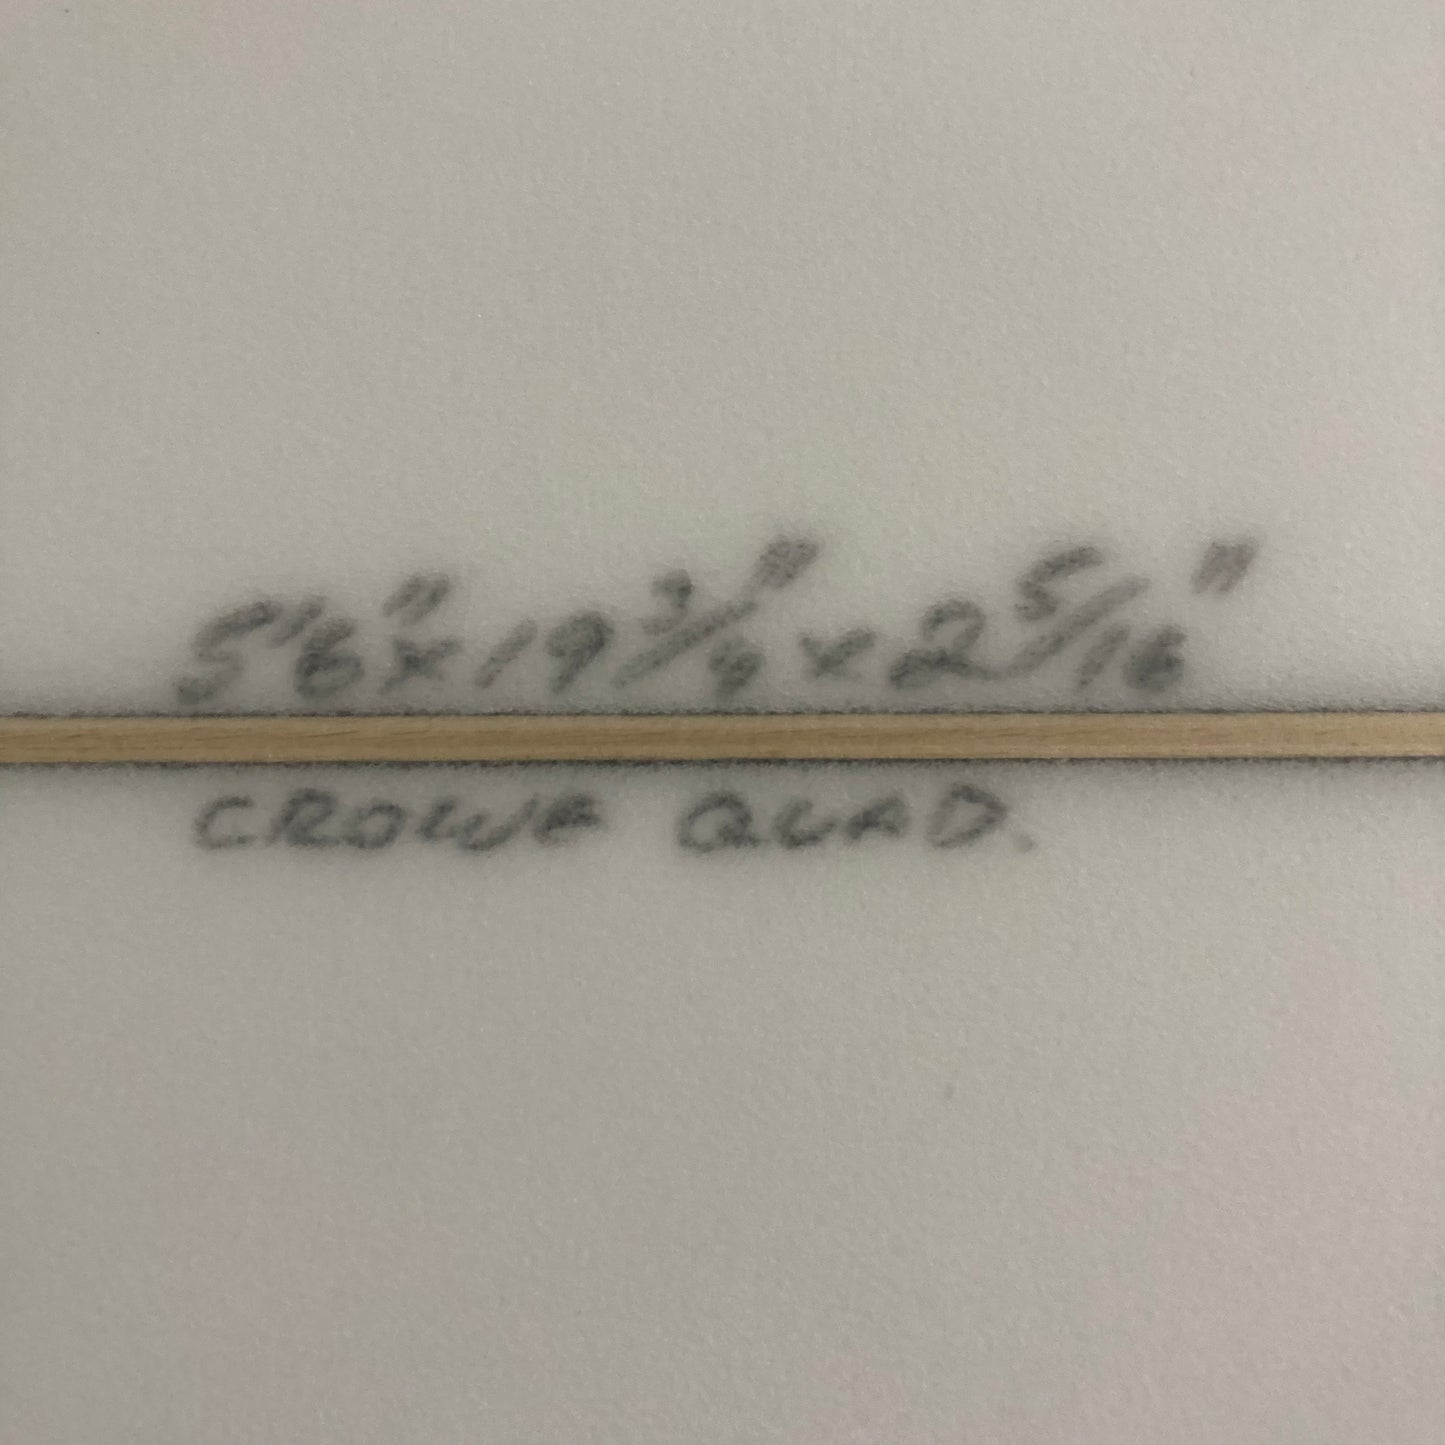 5'6" x 19 3/4" x 2 5/16"
CROWE QUAD.